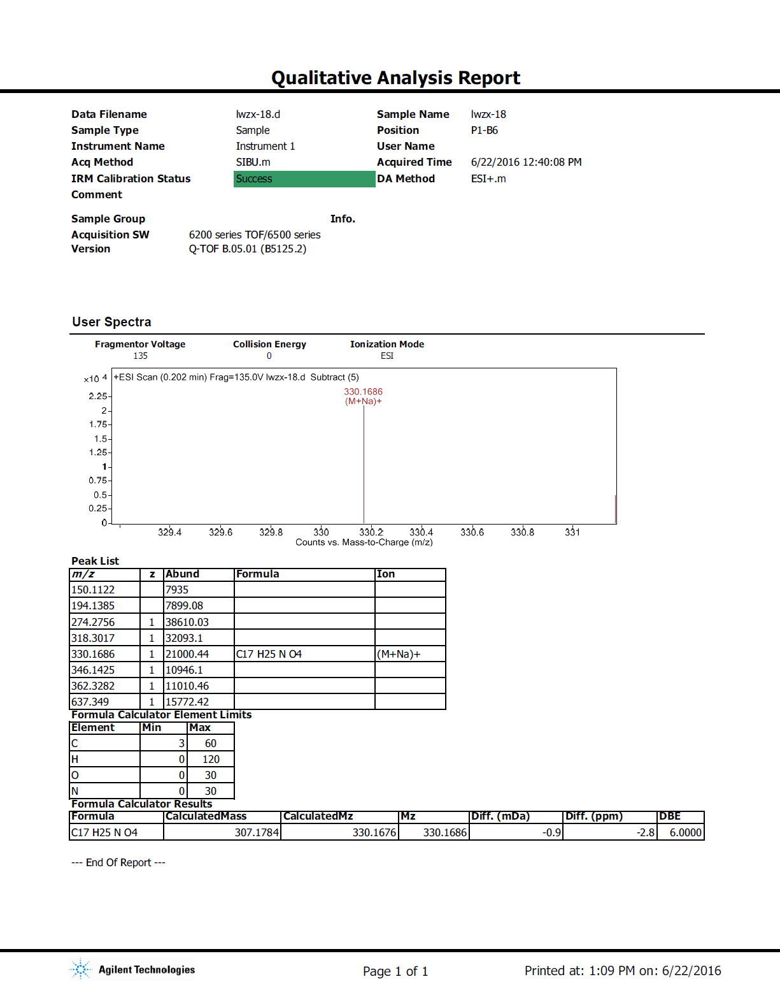 Qualitative Analysis Report
Data Filename lwzx-18.d Sample Name lwzx-18
Sample Type Sample Position P1-B6
Instrument Name Instrument 1 User Name
Acq Method SIBU.m Acquired Time 6/22/2016 12:40:08 PM
IRM Calibration Status Success DA Method ESI+.m
Comment
Sample Group Info.
Acquisition SW 6200 series TOF/6500 series
Version Q-TOF B.05.01 (B5125.2)
User Spectra
Fragmentor Voltage Collision Energy Ionization Mode
135 0 ESI
x10 4 +ESI Scan (0.202 min) Frag=135.0V lwzx-18.d Subtract (5)
330.1686
(M+Na)+
2.25
2
1.75
1.5
1.25
1
0.75
0.5
0.25
0
329.4 329.6 329.8 330 330.2 330.4 330.6 330.8 331
Counts vs. Mass-to-Charge (m/z)
Peak List
m/z z Abund Formula Ion
150.1122 7935
194.1385 7899.08
274.2756 1 38610.03
318.3017 1 32093.1
330.1686 1 21000.44 C17 H25 N O4 (M+Na)+
346.1425 1 10946.1
362.3282 1 11010.46
637.349 1 15772.42
Formula Calculator Element Limits
Element Min Max
C 3 60
H 0 120
O 0 30
N 0 30
Formula Calculator Results
Formula CalculatedMass CalculatedMz Mz Diff. (mDa) Diff. (ppm) DBE
C17 H25 N O4 307.1784 330.1676 330.1686 -0.9 -2.8 6.0000
--- End Of Report ---
Agilent Technologies Page 1 of 1 Printed at: 1:09 PM on: 6/22/2016